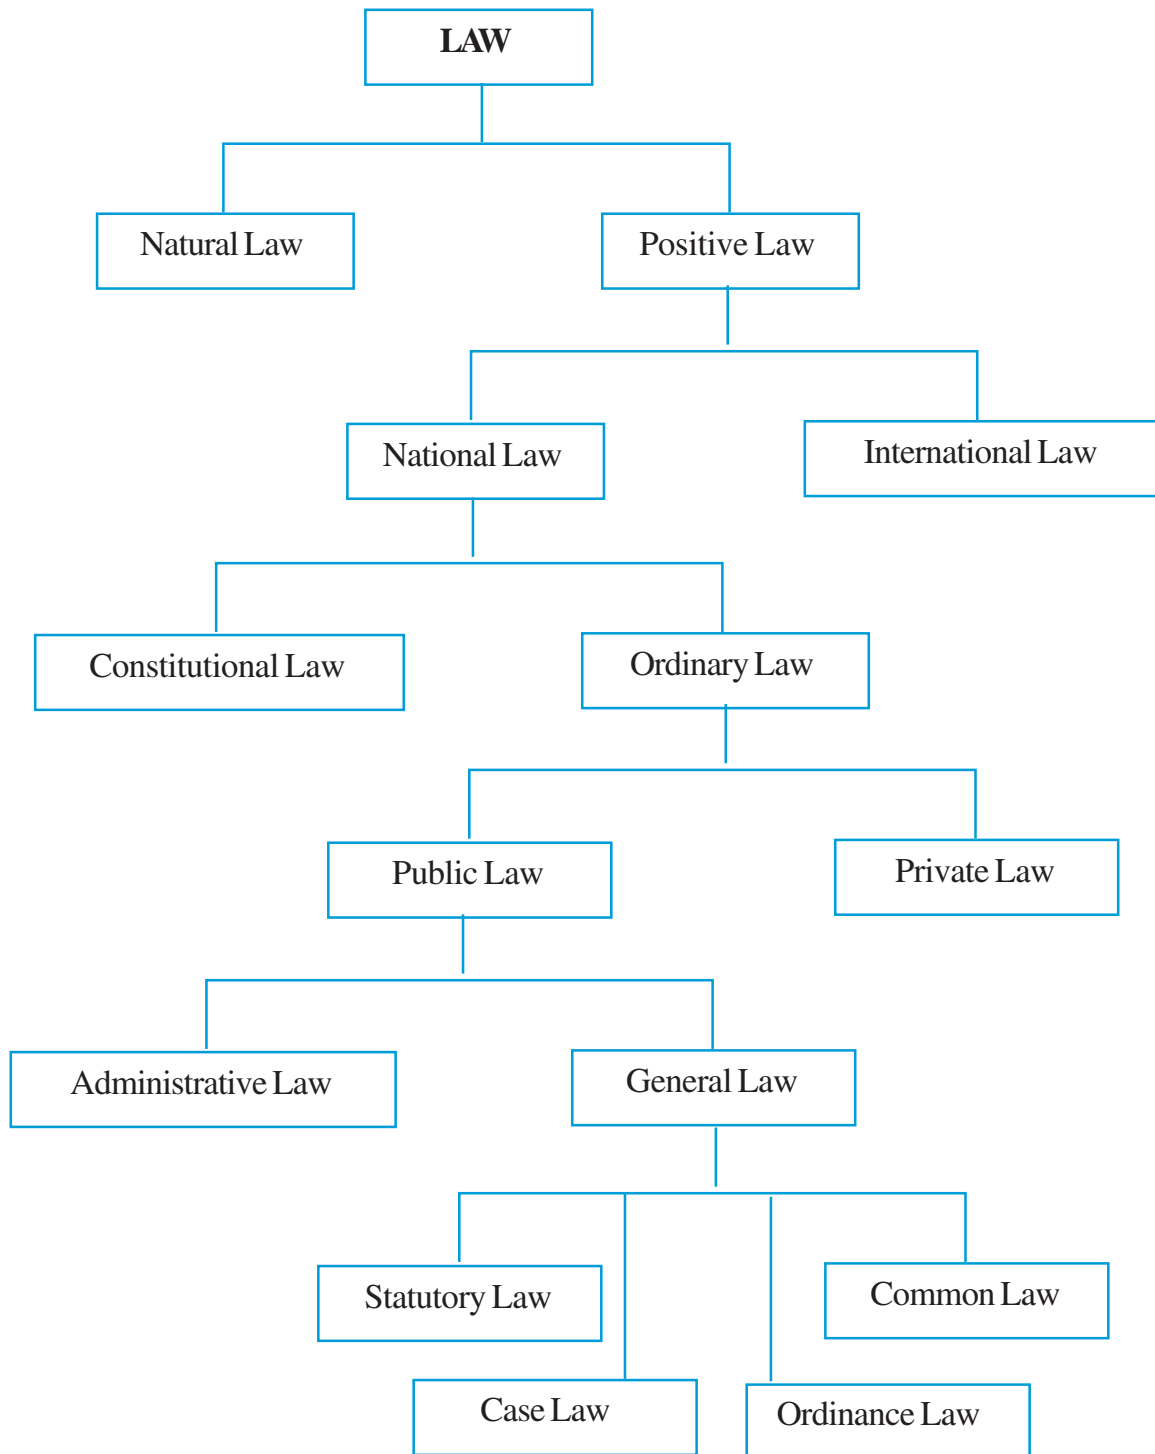 LAW
Natural Law
Positive Law
National Law
International Law
Constitutional Law
Ordinary Law
Public Law
Private Law
Administrative Law
General Law
Statutory Law
Common Law
Case Law
Ordinance Law